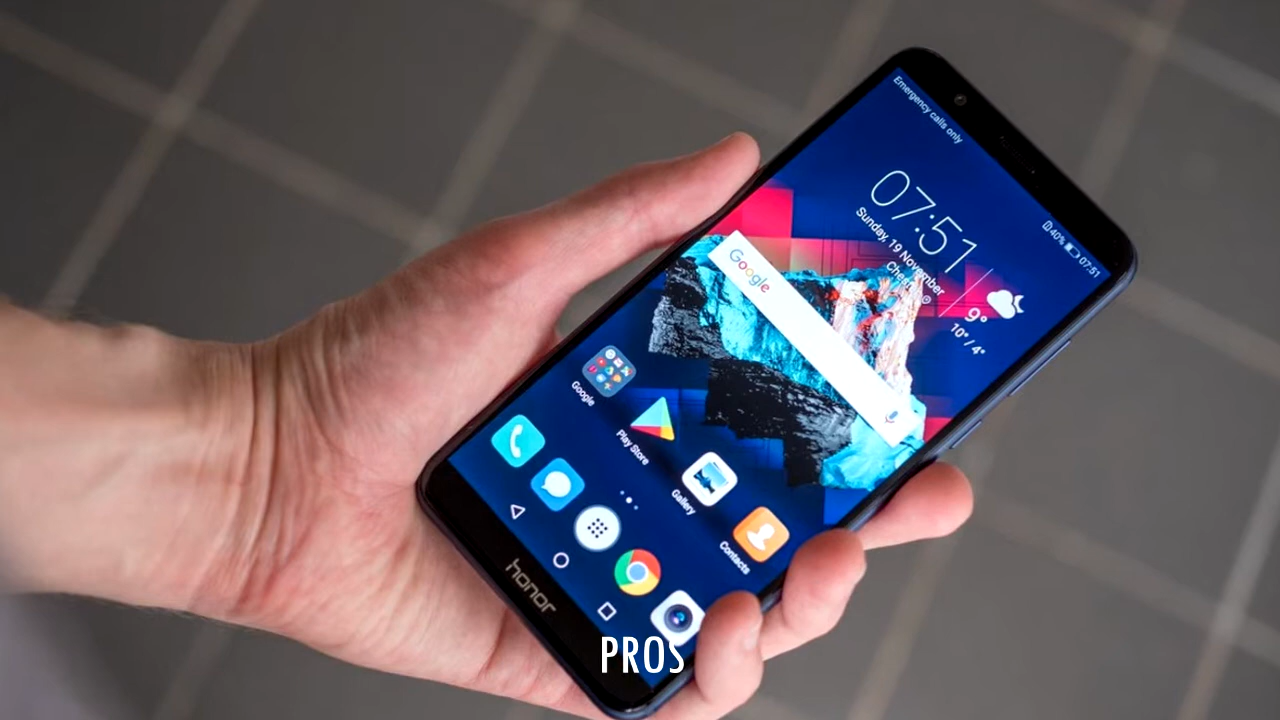 Emergency calls only
40% 07:51
07:51
Sunday, 19 November
9°
10° / 4°
Google
Google
Play Store
Gallery
Contacts
honor
PROS